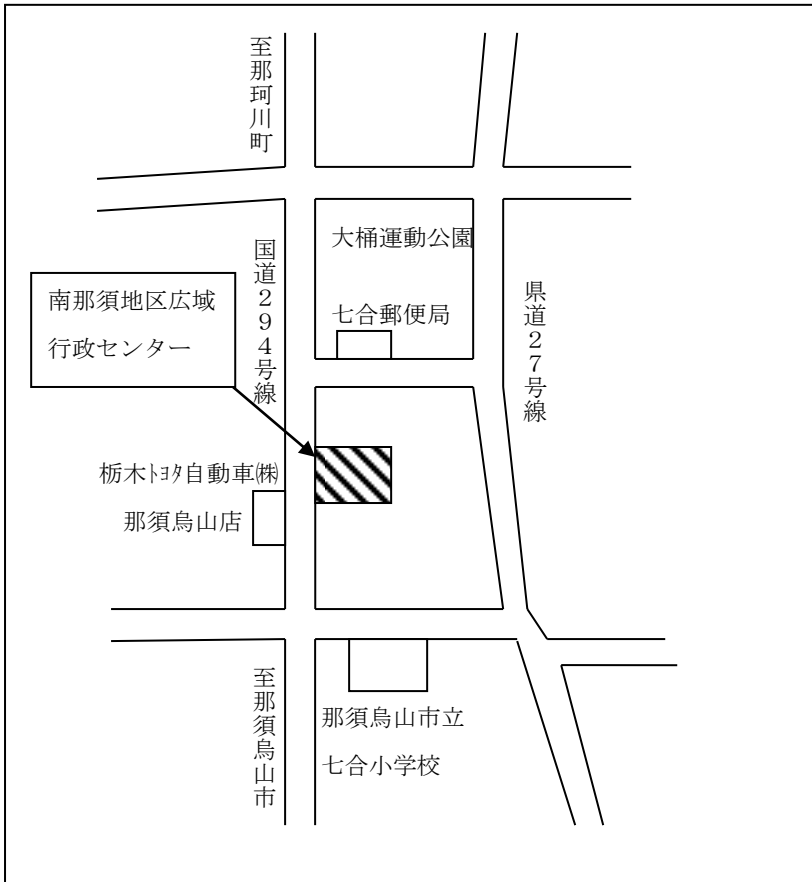 至那珂川町
大桶運動公園
国道２９４号線
南那須地区広域
行政センター
七合郵便局
県道２７号線
栃木ﾄﾖﾀ自動車㈱
那須烏山店
至那須烏山市
那須烏山市立
七合小学校